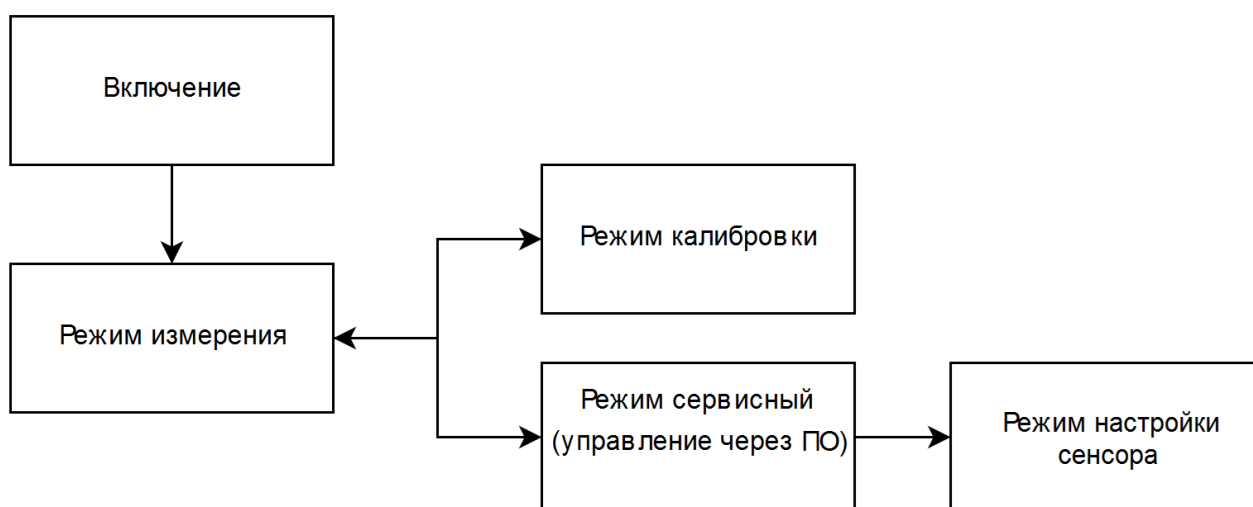 Включение
Режим калибровки
Режим измерения
Режим сервисный
(управление через ПО)
Режим настройки
сенсора